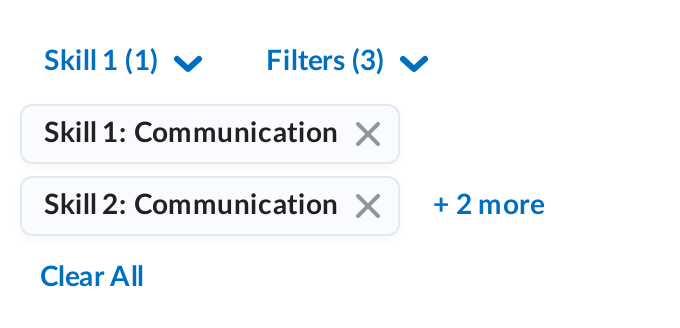 Skill 1 (1) Filters (3)
Skill 1: Communication
Skill 2: Communication + 2 more
Clear All